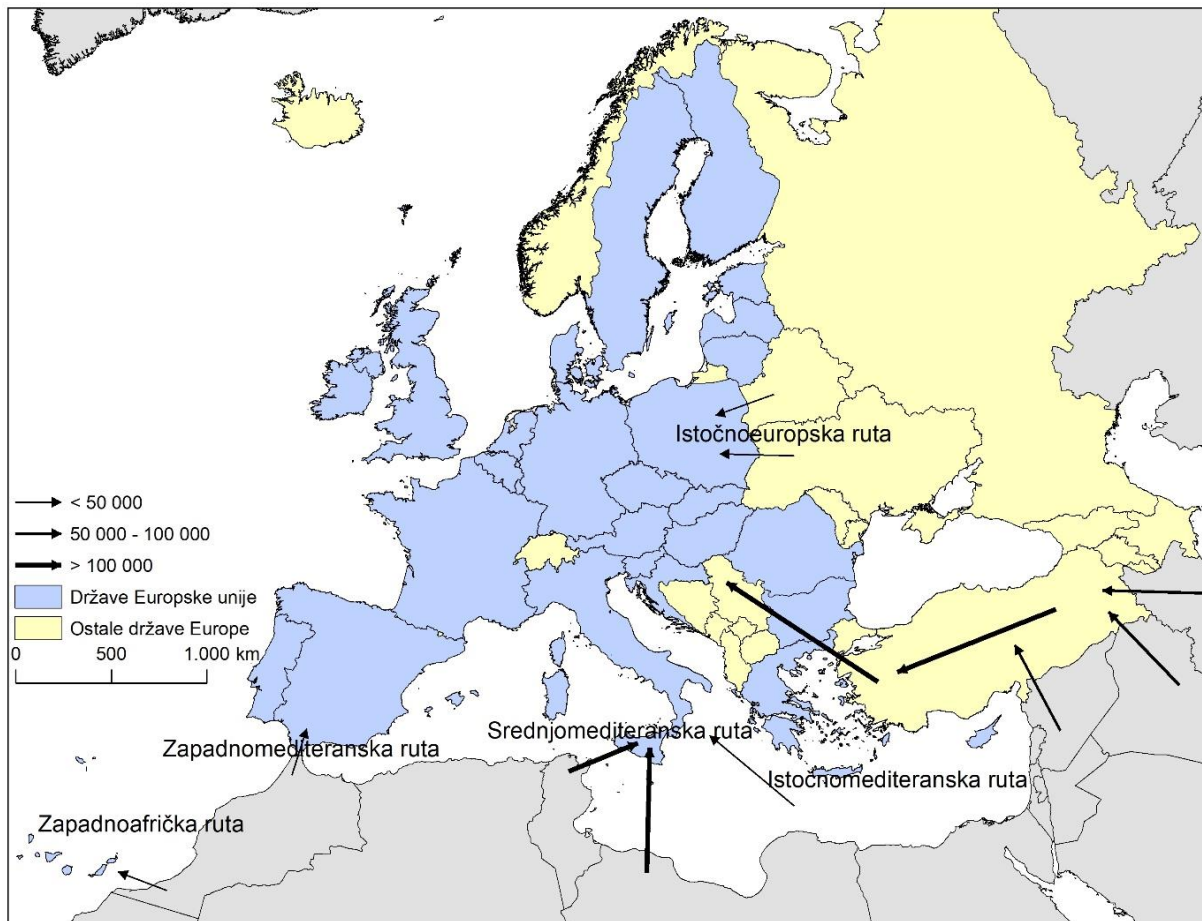 Istočnoeuropska ruta
< 50 000
50 000 - 100 000
> 100 000
Države Europske unije
Ostale države Europe
0 500 1.000 km
Srednjomediteranska ruta
Zapadnomediteranska ruta
Istočnomediteranska ruta
Zapadnoafrička ruta